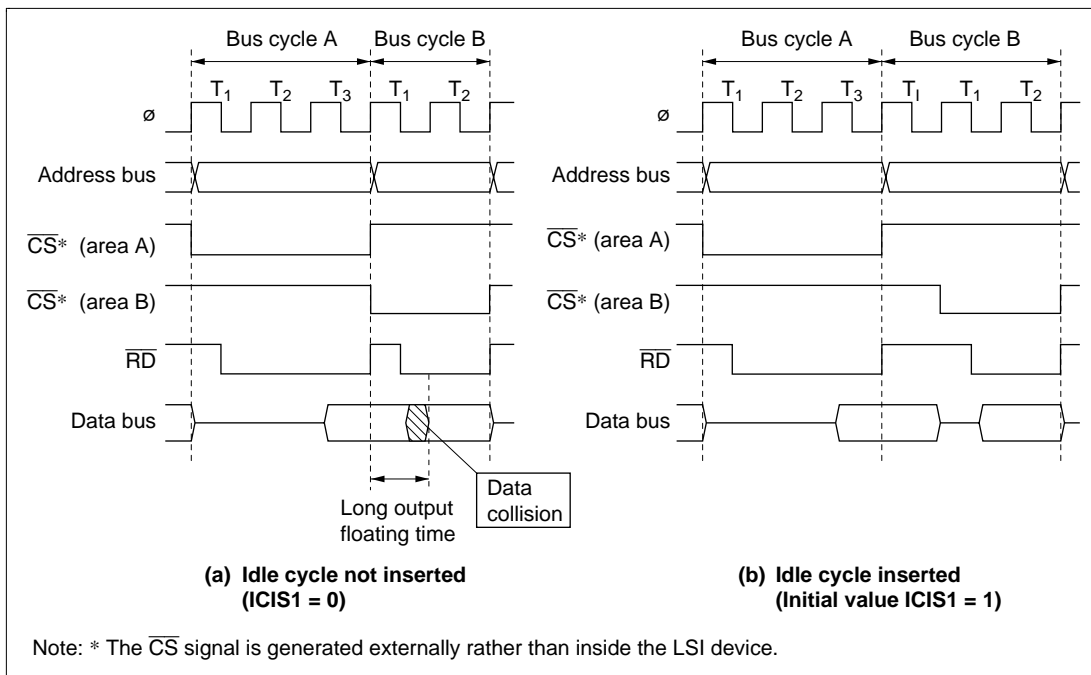 Bus cycle A Bus cycle B
T1 T2 T3 T1 T2
ø
Address bus
CS* (area A)
CS* (area B)
RD
Data bus
Long output
floating time
Data
collision
(a) Idle cycle not inserted
(ICIS1 = 0)
Bus cycle A Bus cycle B
T1 T2 T3 TI T1 T2
ø
Address bus
CS* (area A)
CS* (area B)
RD
Data bus
(b) Idle cycle inserted
(Initial value ICIS1 = 1)
Note: * The CS signal is generated externally rather than inside the LSI device.